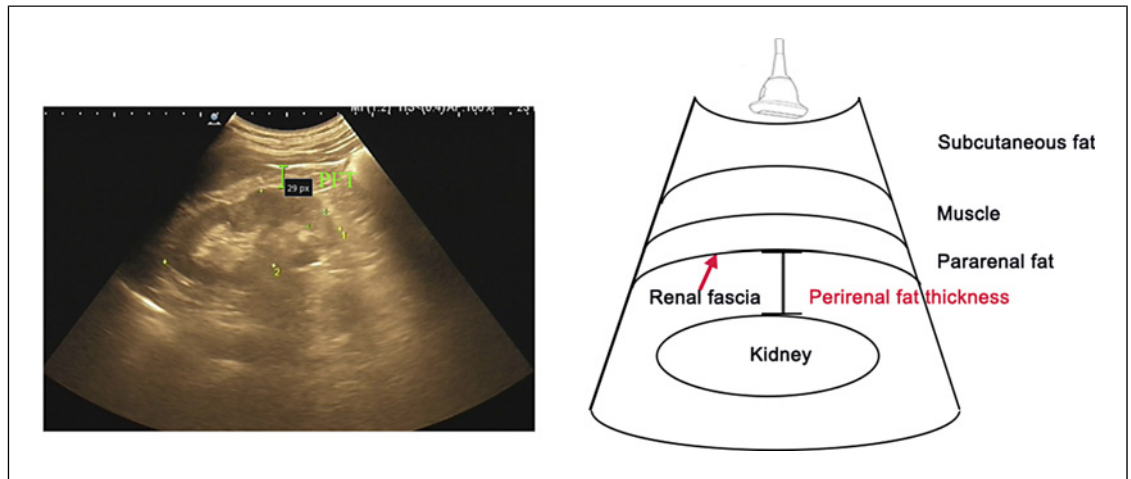 29 px
PFT
1
2
Subcutaneous fat
Muscle
Pararenal fat
Renal fascia
Perirenal fat thickness
Kidney